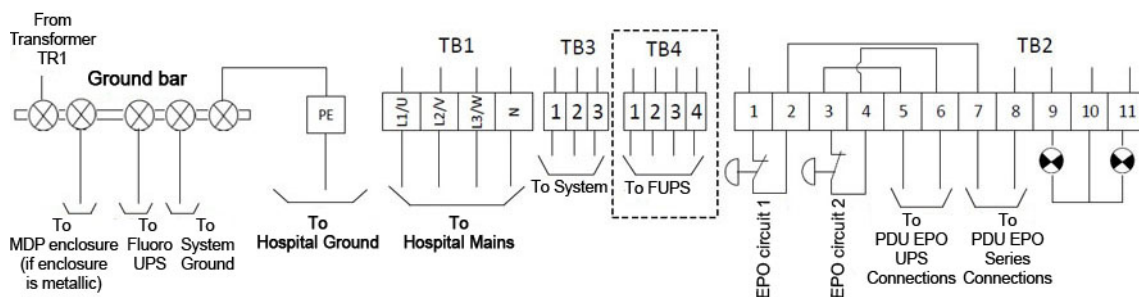 From
Transformer
TR1
Ground bar
PE
TB1
L1/U
L2/V
L3/W
N
TB3
1 2 3
TB4
1 2 3 4
TB2
1 2 3 4 5 6 7 8 9 10 11
To System
To FUPS
To
MDP enclosure
(if enclosure
is metallic)
To
Fluoro
UPS
To
System
Ground
To
Hospital Ground
To
Hospital Mains
EPO circuit 1
EPO circuit 2
To
PDU EPO
UPS
Connections
To
PDU EPO
Series
Connections